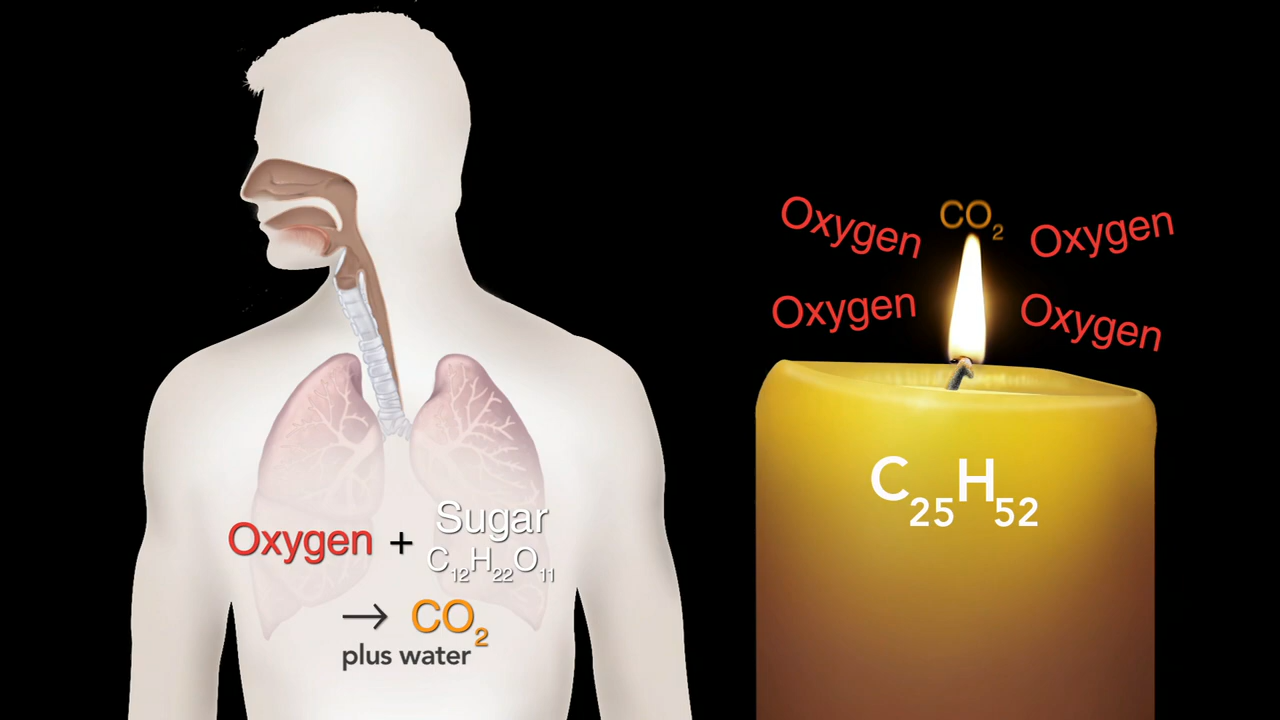 Oxygen + Sugar
C₁₂H₂₂O₁₁
→ CO₂
plus water
Oxygen CO₂ Oxygen
Oxygen Oxygen
C₂₅H₅₂